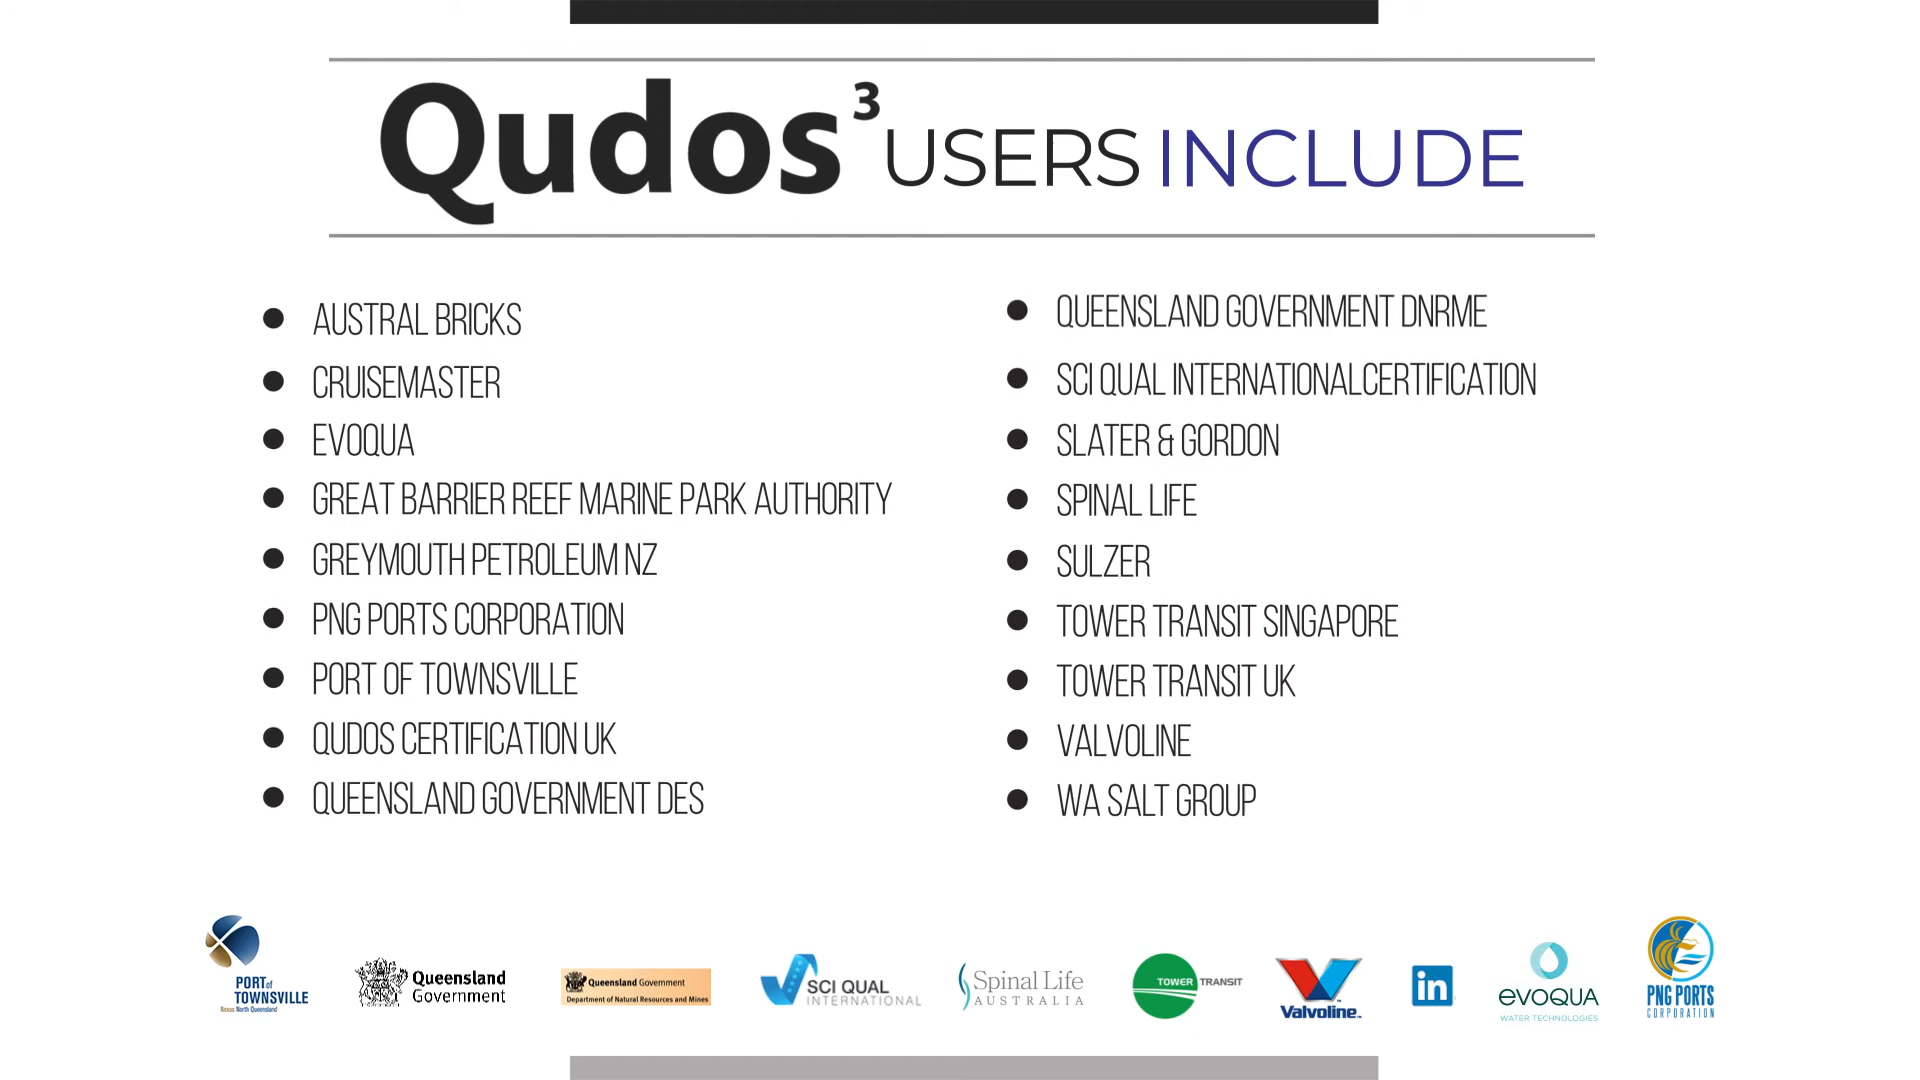 Qudos³ USERS INCLUDE
AUSTRAL BRICKS
CRUISEMASTER
EVOQUA
GREAT BARRIER REEF MARINE PARK AUTHORITY
GREYMOUTH PETROLEUM NZ
PNG PORTS CORPORATION
PORT OF TOWNSVILLE
QUDOS CERTIFICATION UK
QUEENSLAND GOVERNMENT DES
QUEENSLAND GOVERNMENT DNRME
SCI QUAL INTERNATIONALCERTIFICATION
SLATER & GORDON
SPINAL LIFE
SULZER
TOWER TRANSIT SINGAPORE
TOWER TRANSIT UK
VALVOLINE
WA SALT GROUP
PORT of
TOWNSVILLE
Nexus North Queensland
Queensland
Government
Queensland Government
Department of Natural Resources and Mines
SCI QUAL
INTERNATIONAL
Spinal Life
AUSTRALIA
TOWER TRANSIT
Valvoline™
in
evoQua
WATER TECHNOLOGIES
PNG PORTS
CORPORATION